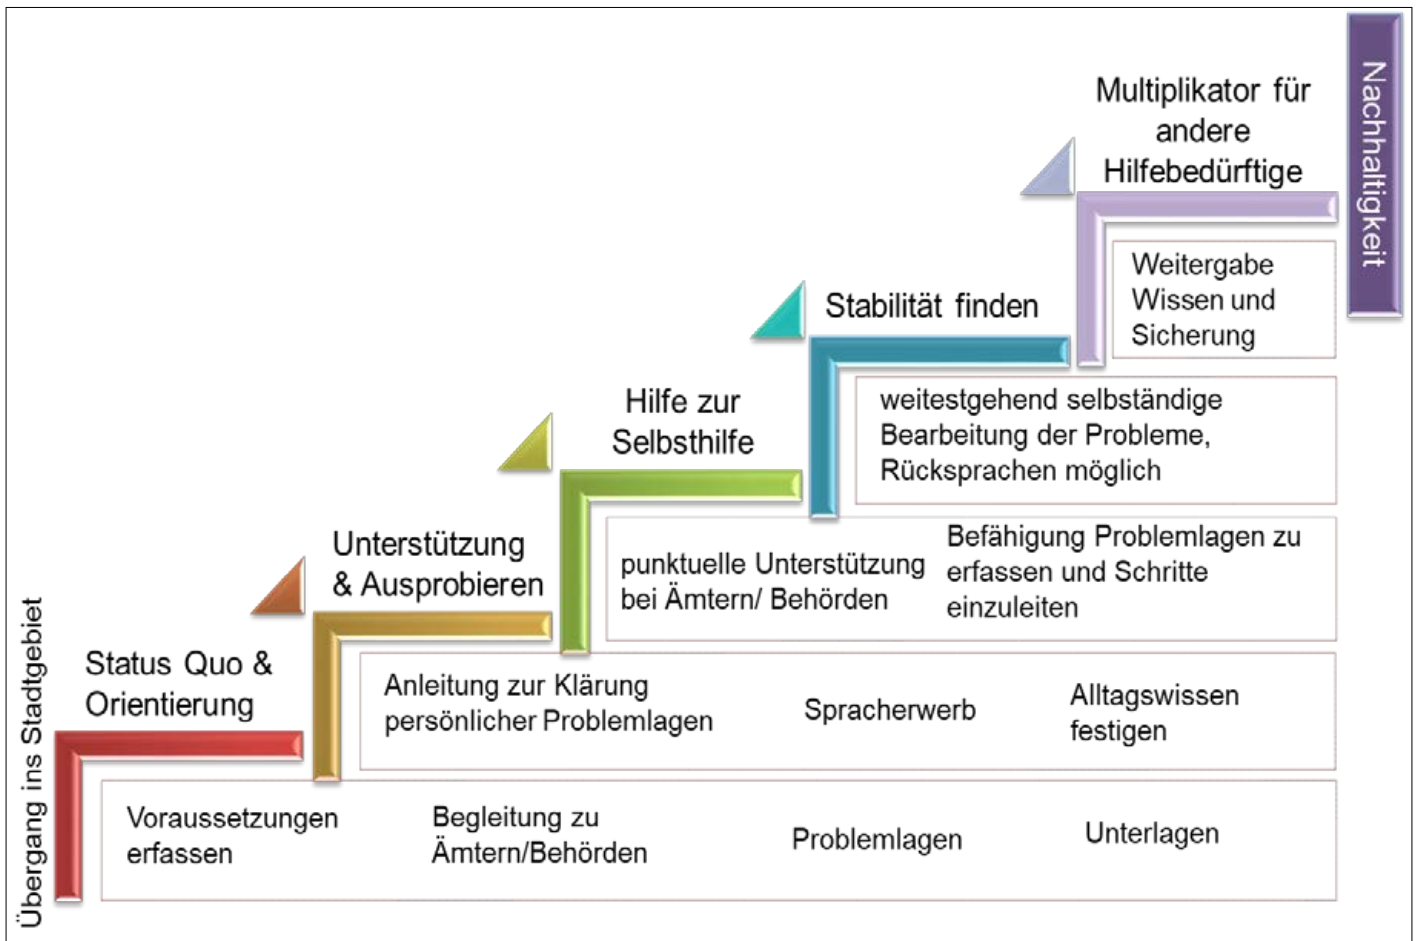 Übergang ins Stadtgebiet
Status Quo &
Orientierung
Voraussetzungen
erfassen
Begleitung zu
Ämtern/Behörden
Problemlagen
Unterlagen
Unterstützung
& Ausprobieren
Anleitung zur Klärung
persönlicher Problemlagen
Spracherwerb
Alltagswissen
festigen
Hilfe zur
Selbsthilfe
punktuelle Unterstützung
bei Ämtern/ Behörden
Befähigung Problemlagen zu
erfassen und Schritte
einzuleiten
Stabilität finden
weitestgehend selbständige
Bearbeitung der Probleme,
Rücksprachen möglich
Multiplikator für
andere
Hilfebedürftige
Weitergabe
Wissen und
Sicherung
Nachhaltigkeit